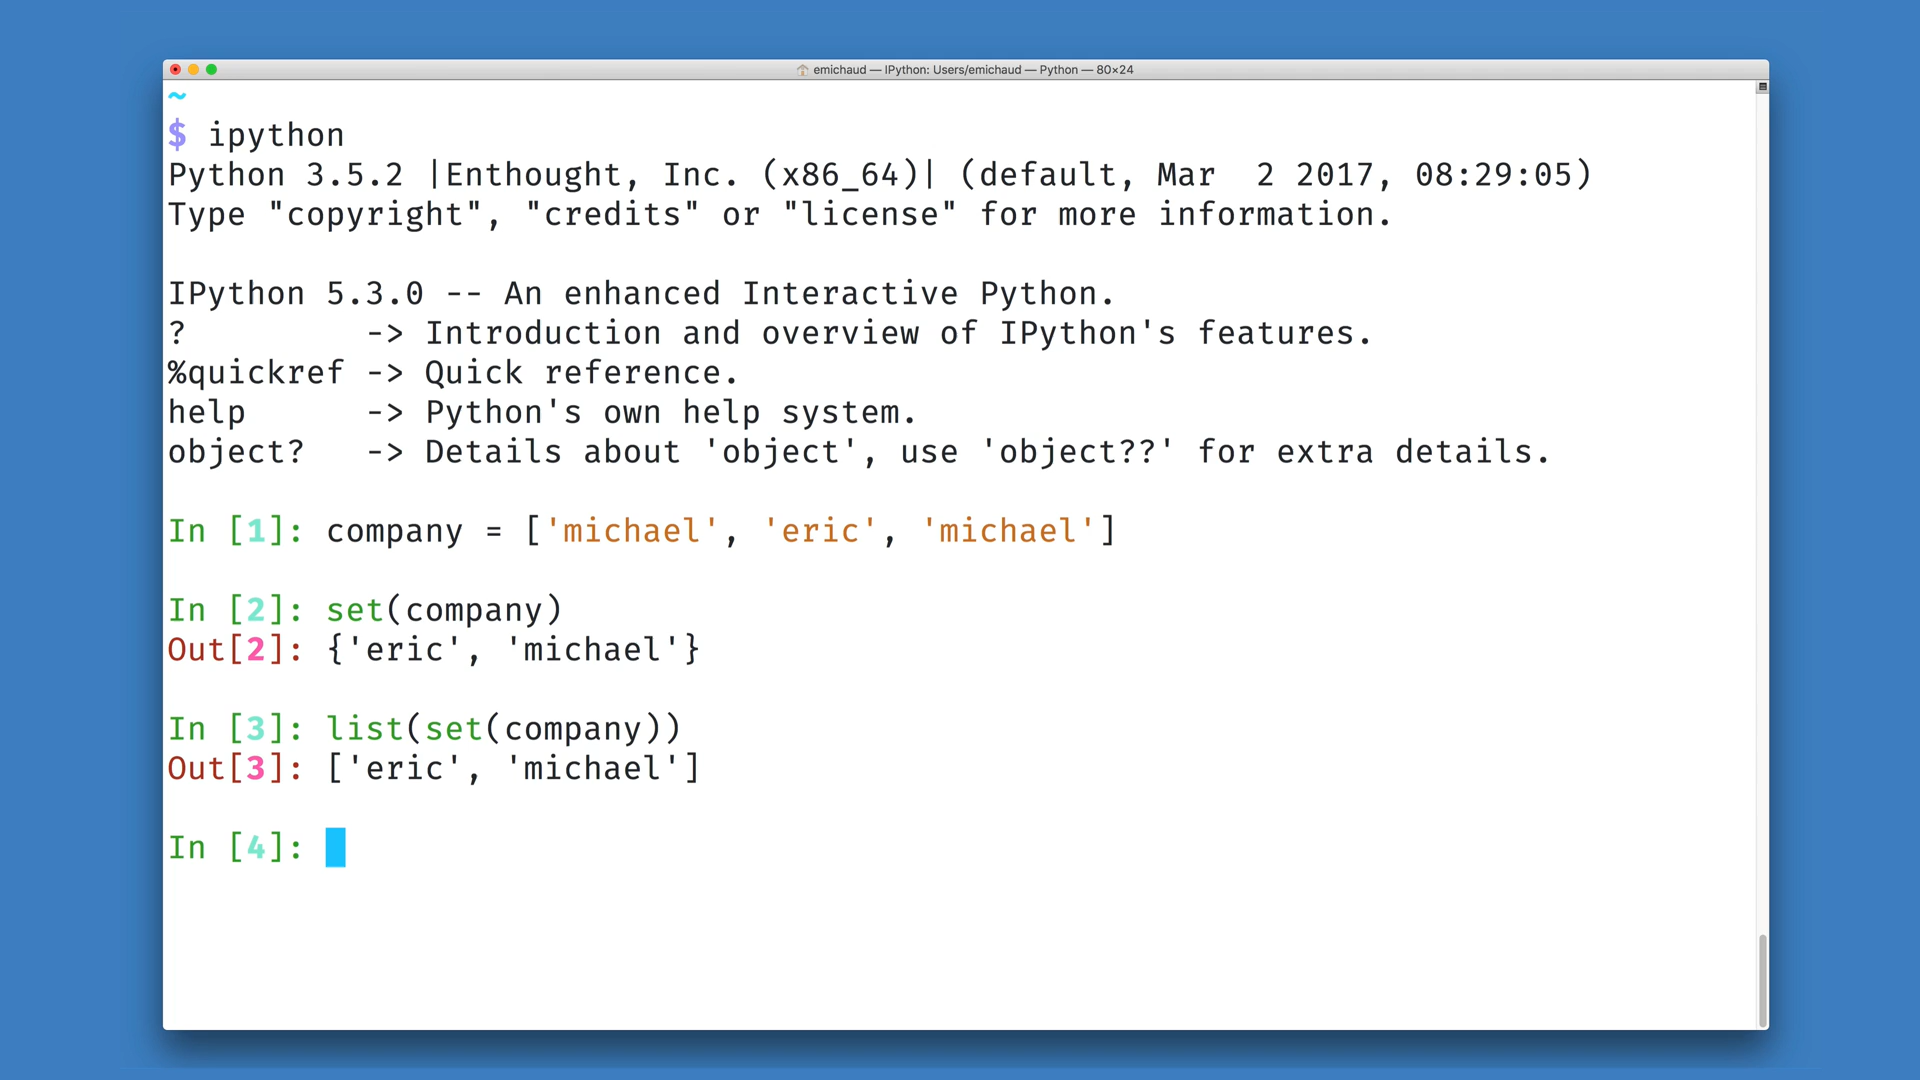 emichaud — IPython: Users/emichaud — Python — 80×24
~
$ ipython
Python 3.5.2 |Enthought, Inc. (x86_64)| (default, Mar  2 2017, 08:29:05)
Type "copyright", "credits" or "license" for more information.
IPython 5.3.0 -- An enhanced Interactive Python.
?         -> Introduction and overview of IPython's features.
%quickref -> Quick reference.
help      -> Python's own help system.
object?   -> Details about 'object', use 'object??' for extra details.
In [1]: company = ['michael', 'eric', 'michael']
In [2]: set(company)
Out[2]: {'eric', 'michael'}
In [3]: list(set(company))
Out[3]: ['eric', 'michael']
In [4]: